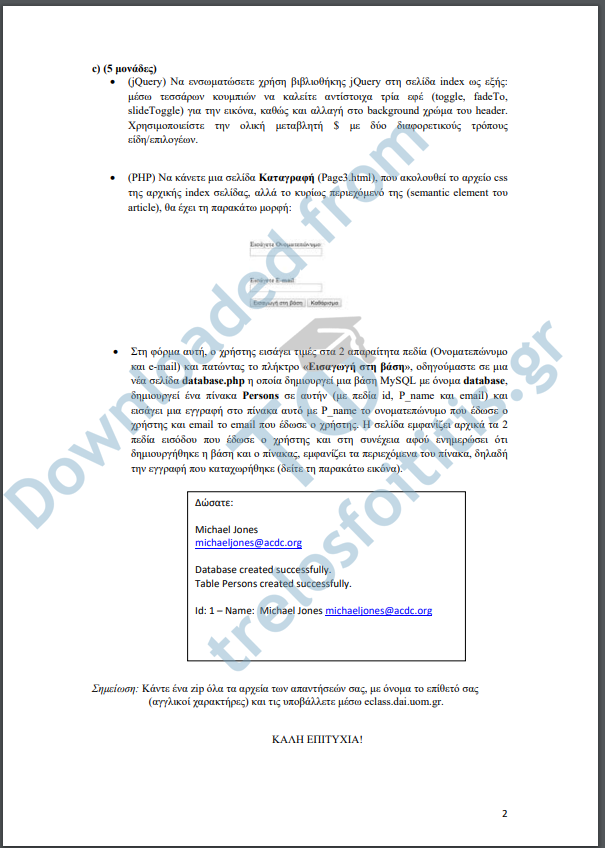 c) (5 μονάδες)
• (jQuery) Να ενσωματώσετε χρήση βιβλιοθήκης jQuery στη σελίδα index ως εξής:
μέσω τεσσάρων κουμπιών να καλείτε αντίστοιχα τρία εφέ (toggle, fadeTo,
slideToggle) για την εικόνα, καθώς και αλλαγή στο background χρώμα του header.
Χρησιμοποιείστε την ολική μεταβλητή $ με δύο διαφορετικούς τρόπους
είδη/επιλογέων.
• (PHP) Να κάνετε μια σελίδα Καταγραφή (Page3.html), που ακολουθεί το αρχείο css
της αρχικής index σελίδας, αλλά το κυρίως περιεχόμενό της (semantic element του
article), θα έχει τη παρακάτω μορφή:
Εισάγετε Ονοματεπώνυμο:
Εισάγετε E-mail:
Εισαγωγή στη βάση Καθάρισμα
• Στη φόρμα αυτή, ο χρήστης εισάγει τιμές στα 2 απαραίτητα πεδία (Ονοματεπώνυμο
και e-mail) και πατώντας το πλήκτρο «Εισαγωγή στη βάση», οδηγούμαστε σε μια
νέα σελίδα database.php η οποία δημιουργεί μια βάση MySQL με όνομα database,
δημιουργεί ένα πίνακα Persons σε αυτήν (με πεδία id, P_name και email) και
εισάγει μια εγγραφή στο πίνακα αυτό με P_name το ονοματεπώνυμο που έδωσε ο
χρήστης και email το email που έδωσε ο χρήστης. Η σελίδα εμφανίζει αρχικά τα 2
πεδία εισόδου που έδωσε ο χρήστης και στη συνέχεια αφού ενημερώσει ότι
δημιουργήθηκε η βάση και ο πίνακας, εμφανίζει τα περιεχόμενα του πίνακα, δηλαδή
την εγγραφή που καταχωρήθηκε (δείτε τη παρακάτω εικόνα).
Δώσατε:
Michael Jones
michaeljones@acdc.org
Database created successfully.
Table Persons created successfully.
Id: 1 – Name: Michael Jones michaeljones@acdc.org
Σημείωση: Κάντε ένα zip όλα τα αρχεία των απαντήσεών σας, με όνομα το επίθετό σας
(αγγλικοί χαρακτήρες) και τις υποβάλλετε μέσω eclass.dai.uom.gr.
ΚΑΛΗ ΕΠΙΤΥΧΙΑ!
2
Downloaded from
trelosfoititis.gr